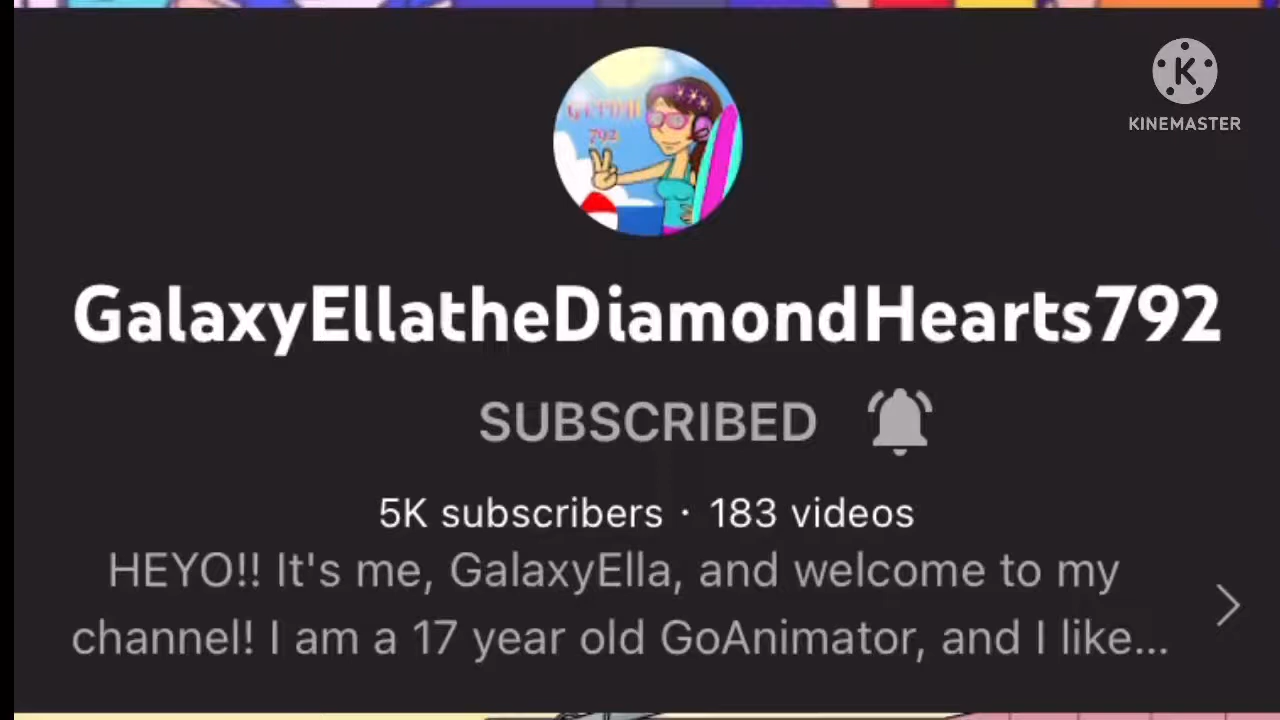 KINEMASTER
792
GalaxyEllatheDiamondHearts792
SUBSCRIBED
5K subscribers · 183 videos
HEYO!! It's me, GalaxyElla, and welcome to my
channel! I am a 17 year old GoAnimator, and I like...